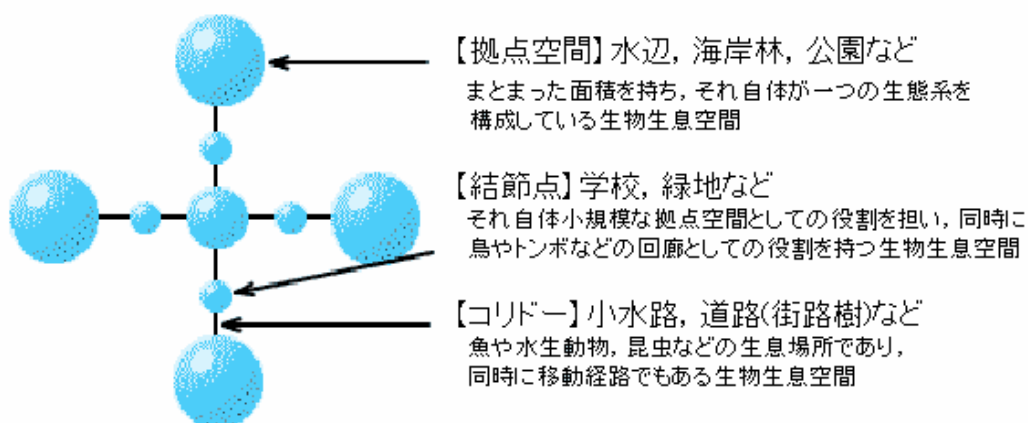 【拠点空間】水辺，海岸林，公園など
まとまった面積を持ち，それ自体が一つの生態系を
構成している生物生息空間
【結節点】学校，緑地など
それ自体小規模な拠点空間としての役割を担い，同時に
鳥やトンボなどの回廊としての役割を持つ生物生息空間
【コリドー】小水路，道路(街路樹)など
魚や水生動物，昆虫などの生息場所であり，
同時に移動経路でもある生物生息空間